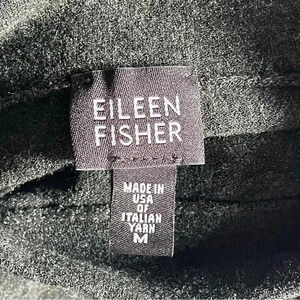 EILEEN
FISHER
MADE IN
USA OF
ITALIAN
YARN
M